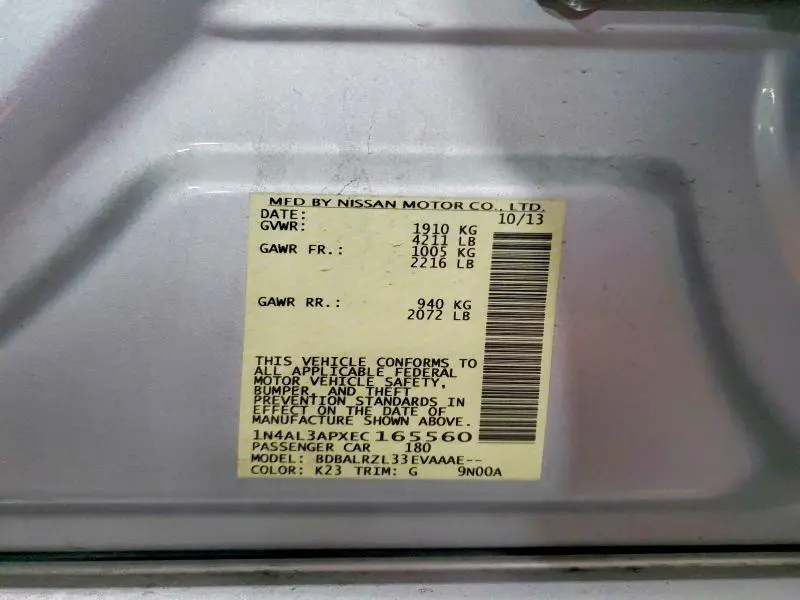 MFD BY NISSAN MOTOR CO., LTD.
DATE: 10/13
GVWR: 1910 KG
4211 LB
GAWR FR.: 1005 KG
2216 LB
GAWR RR.: 940 KG
2072 LB
THIS VEHICLE CONFORMS TO
ALL APPLICABLE FEDERAL
MOTOR VEHICLE SAFETY,
BUMPER, AND THEFT
PREVENTION STANDARDS IN
EFFECT ON THE DATE OF
MANUFACTURE SHOWN ABOVE.
1N4AL3APXEC165560
PASSENGER CAR 180
MODEL: BDBALRZL33EVAAAE--
COLOR: K23 TRIM: G 9N00A